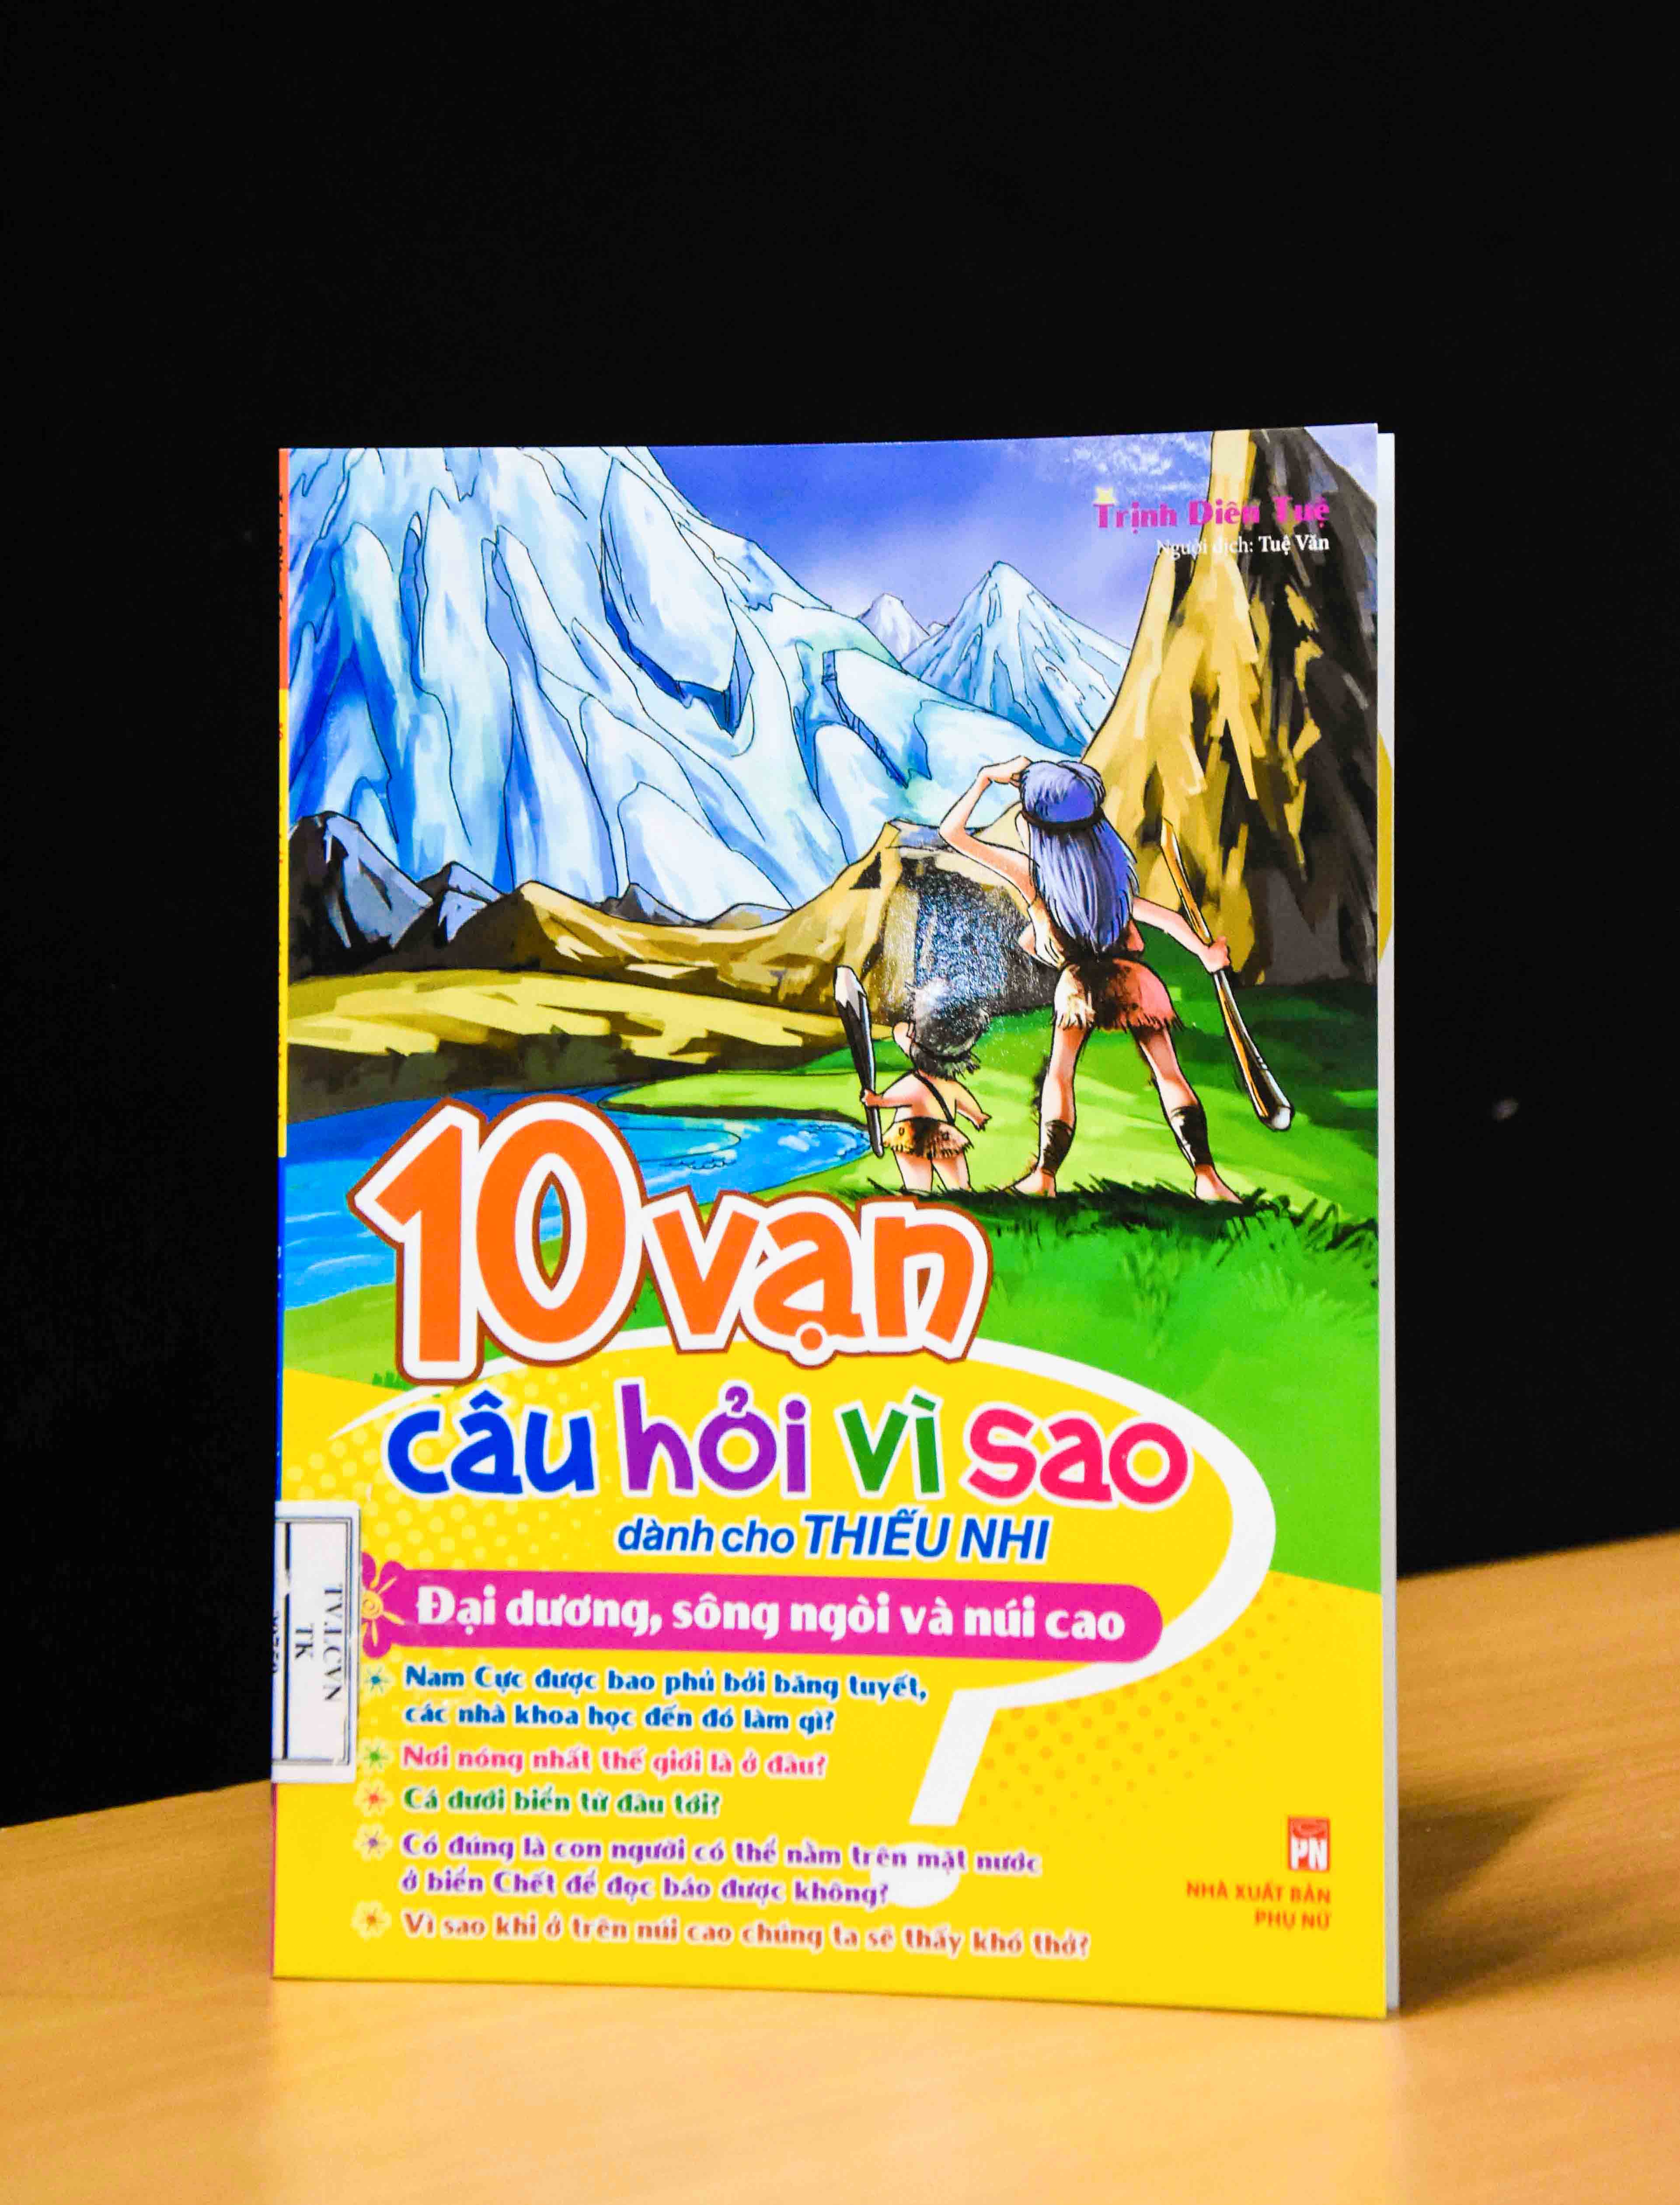 Trịnh Diên Tuệ
Người dịch: Tuệ Văn
10 vạn
câu hỏi vì sao
dành cho THIẾU NHI
Đại dương, sông ngòi và núi cao
Nam Cực được bao phủ bởi băng tuyết,
các nhà khoa học đến đó làm gì?
Nơi nóng nhất thế giới là ở đâu?
Cá dưới biển từ đâu tới?
Có đúng là con người có thể nằm trên mặt nước
ở biển Chết để đọc báo được không?
Vì sao khi ở trên núi cao chúng ta sẽ thấy khó thở?
PN
NHÀ XUẤT BẢN
PHỤ NỮ
TV.T.CVN
TK